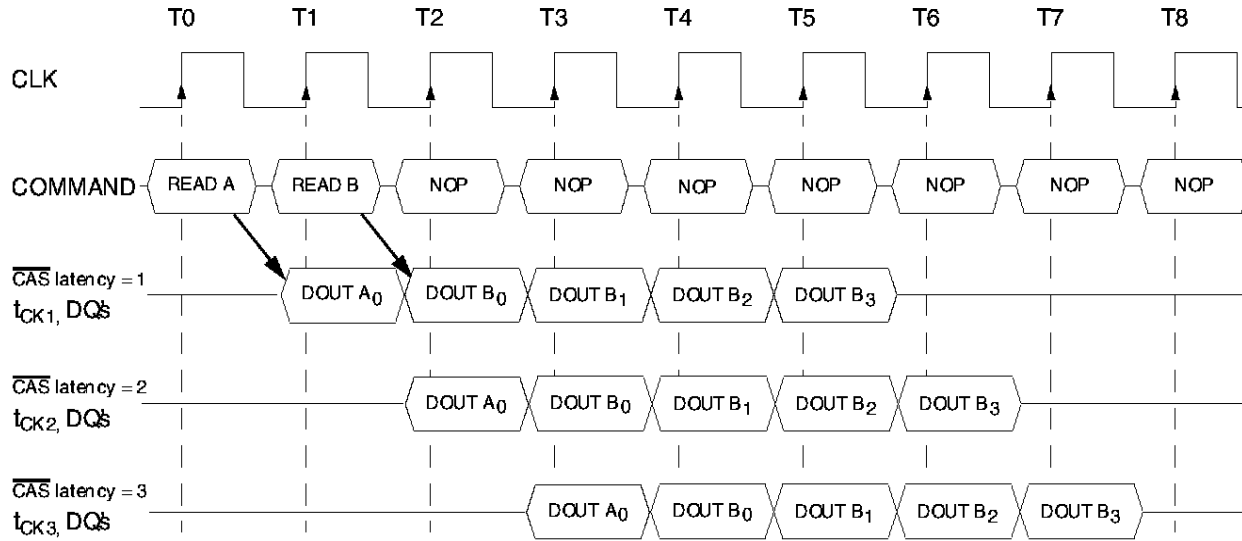 T0 T1 T2 T3 T4 T5 T6 T7 T8
CLK
COMMAND READ A READ B NOP NOP NOP NOP NOP NOP NOP
CAS latency = 1
tCK1, DQ's DOUT A0 DOUT B0 DOUT B1 DOUT B2 DOUT B3
CAS latency = 2
tCK2, DQ's DOUT A0 DOUT B0 DOUT B1 DOUT B2 DOUT B3
CAS latency = 3
tCK3, DQ's DOUT A0 DOUT B0 DOUT B1 DOUT B2 DOUT B3